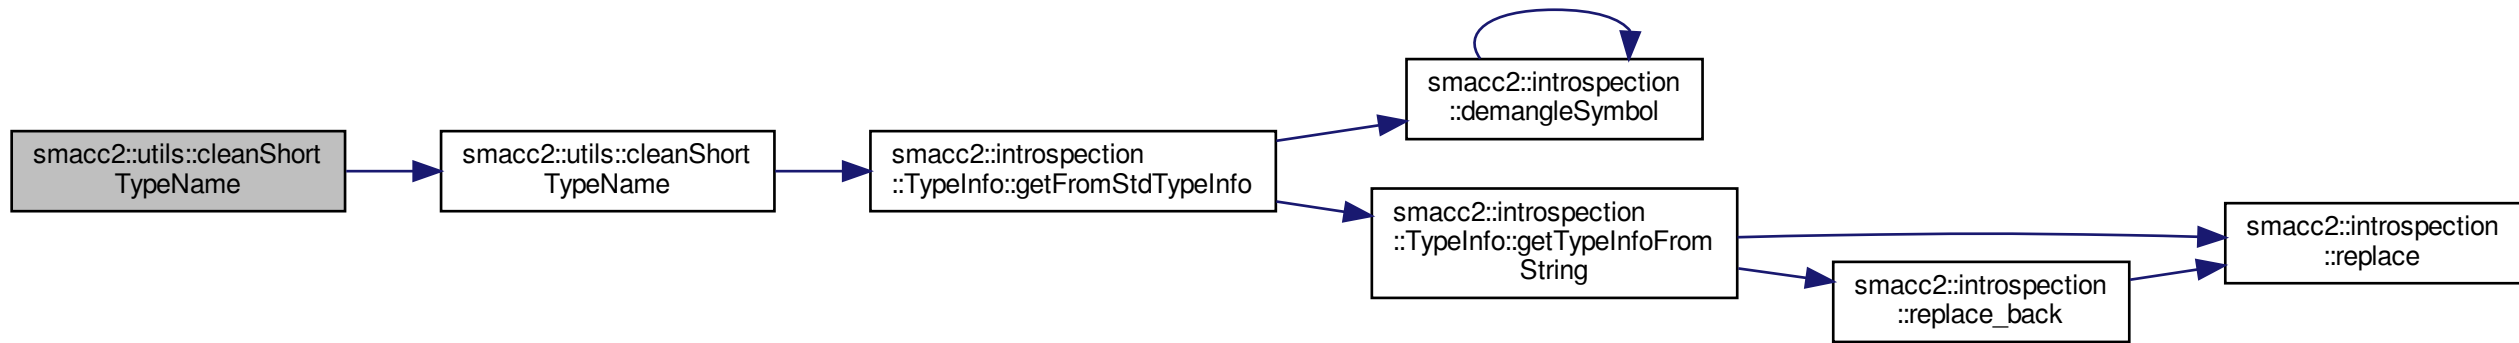 smacc2::utils::cleanShort
TypeName
smacc2::utils::cleanShort
TypeName
smacc2::introspection
::TypeInfo::getFromStdTypeInfo
smacc2::introspection
::demangleSymbol
smacc2::introspection
::TypeInfo::getTypeInfoFrom
String
smacc2::introspection
::replace_back
smacc2::introspection
::replace